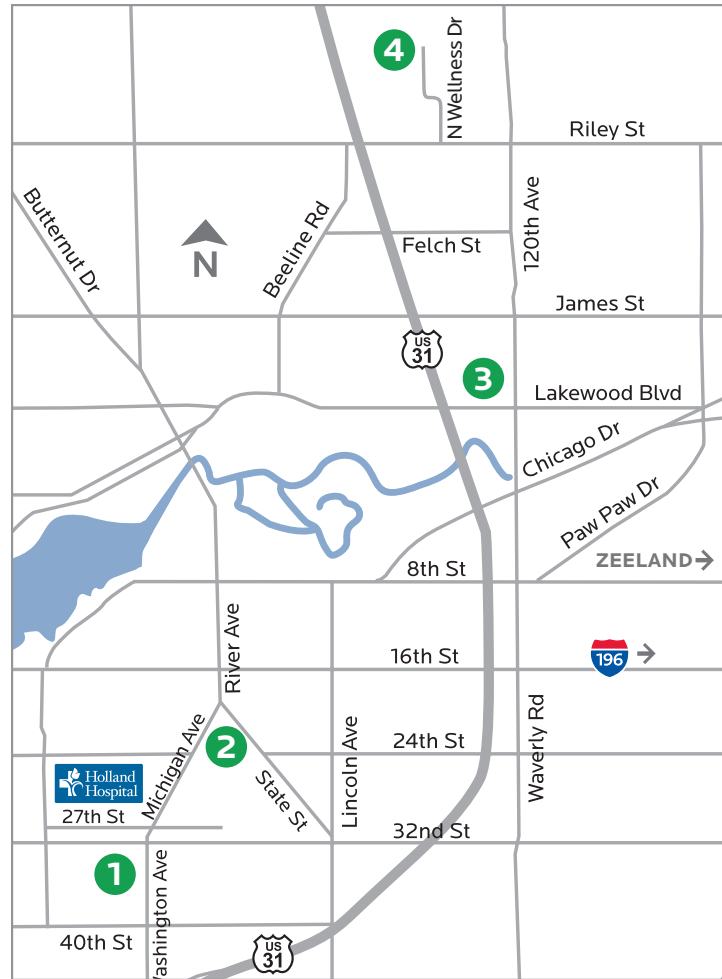 4
N Wellness Dr
Riley St
Butternut Dr
Beeline Rd
120th Ave
N
Felch St
James St
US
31
3
Lakewood Blvd
Chicago Dr
Paw Paw Dr
ZEELAND
8th St
River Ave
16th St
196
Michigan Ave
2
24th St
Lincoln Ave
Waverly Rd
State St
Holland
Hospital
27th St
32nd St
1
ashington Ave
40th St
US
31